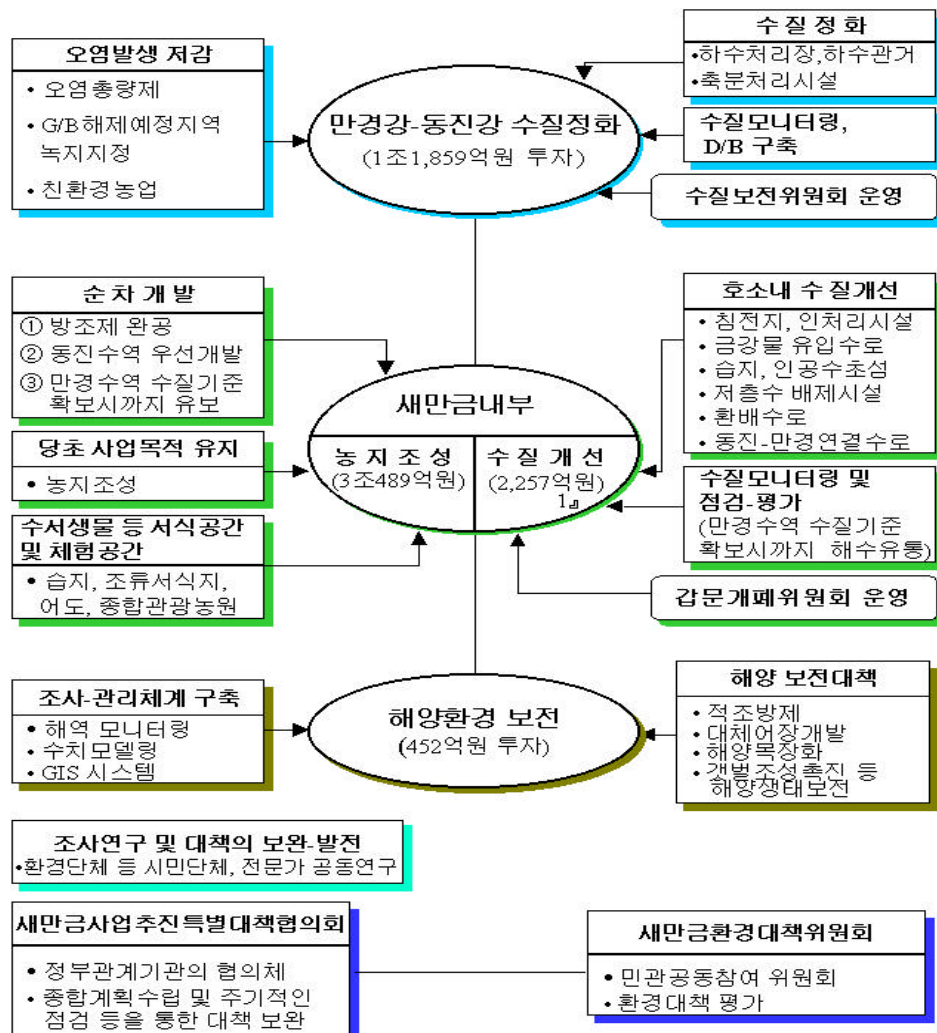 오염발생 저감
• 오염총량제
• G/B해제예정지역
녹지지정
• 친환경농업
만경강-동진강 수질정화
(1조1,859억원 투자)
수 질 정 화
•하수처리장,하수관거
•축분처리시설
수질모니터링,
D/B 구축
수질보전위원회 운영
순 차 개 발
① 방조제 완공
② 동진수역 우선개발
③ 만경수역 수질기준
확보시까지 유보
당초 사업목적 유지
• 농지조성
수서생물 등 서식공간
및 체험공간
• 습지, 조류서식지,
어도, 종합관광농원
새만금내부
농 지 조 성
(3조489억원)
수 질 개 선
(2,257억원)
1』
호소내 수 질개선
• 침전지, 인처리시설
• 금강물 유입수로
• 습지, 인공수초섬
• 저층수 배제시설
• 환배수로
• 동진-만경연결수로
수질모니터링 및
점검-평가
(만경수역 수질기준
확보시까지 해수유통)
갑문개폐위원회 운영
조사-관리체계 구축
• 해역 모니터링
• 수치모델링
• GIS 시스템
해양환경 보전
(452억원 투자)
해양 보전대책
• 적조방제
• 대체어장개발
• 해양목장화
• 갯벌조성촉진 등
해양생태보전
조사연구 및 대책의 보완-발전
•환경단체 등 시민단체, 전문가 공동연구
새만금사업추진특별대책협의회
• 정부관계기관의 협의체
• 종합계획수립 및 주기적인
점검 등을 통한 대책 보완
새만금환경대책위원회
• 민관공동참여 위원회
• 환경대책 평가